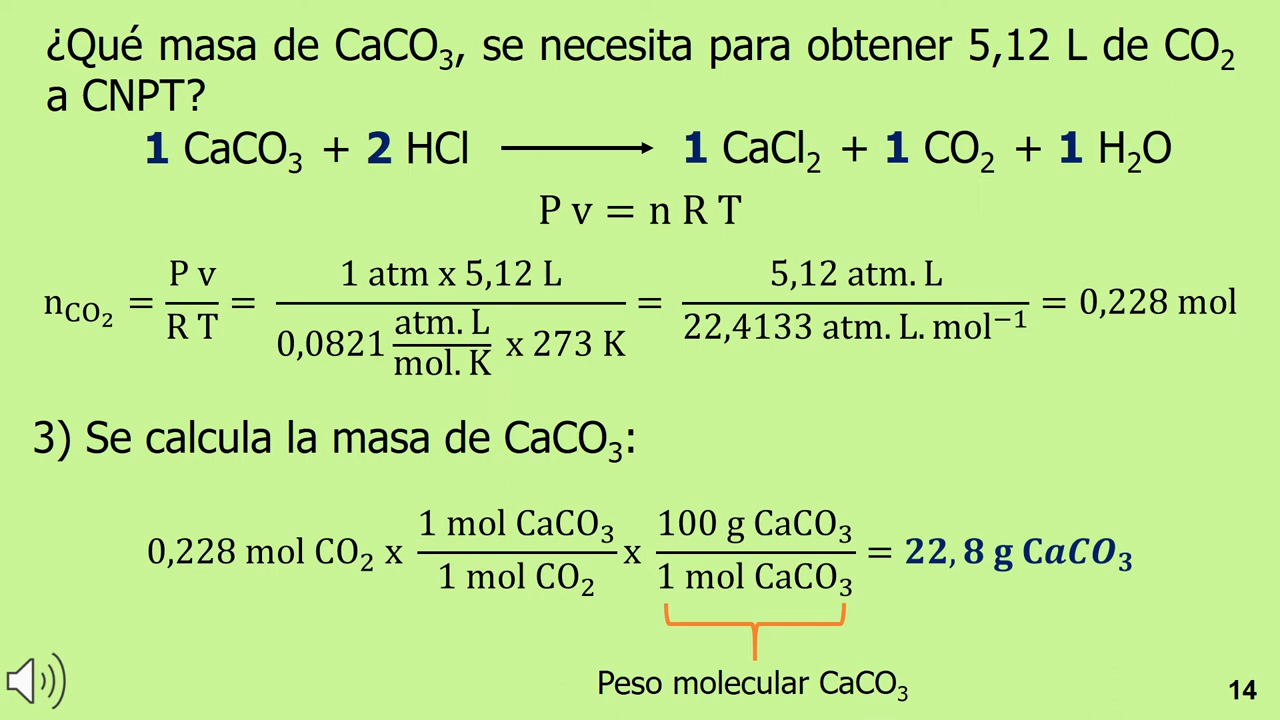 ¿Qué masa de CaCO₃, se necesita para obtener 5,12 L de CO₂
a CNPT?
1 CaCO₃ + 2 HCl ⟶ 1 CaCl₂ + 1 CO₂ + 1 H₂O
P v = n R T
n_CO₂ = P v / R T = 1 atm x 5,12 L / 0,0821 atm. L / mol. K x 273 K = 5,12 atm. L / 22,4133 atm. L. mol⁻¹ = 0,228 mol
3) Se calcula la masa de CaCO₃:
0,228 mol CO₂ x 1 mol CaCO₃ / 1 mol CO₂ x 100 g CaCO₃ / 1 mol CaCO₃ = 22,8 g CaCO₃
Peso molecular CaCO₃
14